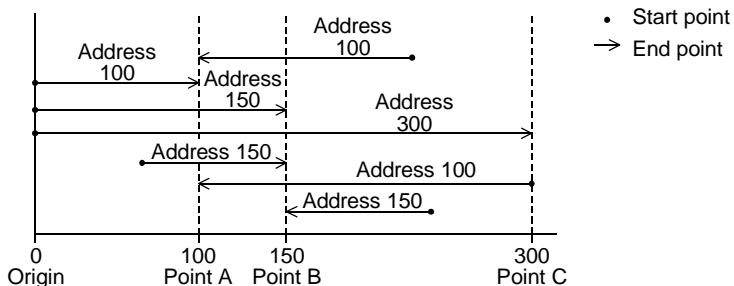 Address
100
Start point
End point
Address
100
Address
150
Address
300
Address 150
Address 100
Address 150
0
100
150
300
Origin
Point A
Point B
Point C